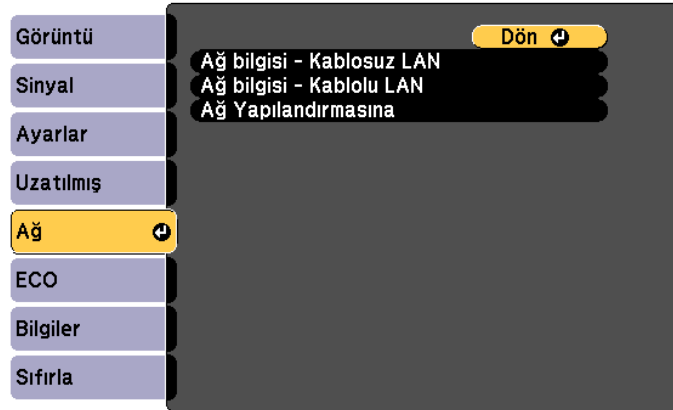 Görüntü
Sinyal
Ayarlar
Uzatılmış
Ağ
ECO
Bilgiler
Sıfırla
Dön
Ağ bilgisi - Kablosuz LAN
Ağ bilgisi - Kablolu LAN
Ağ Yapılandırmasına